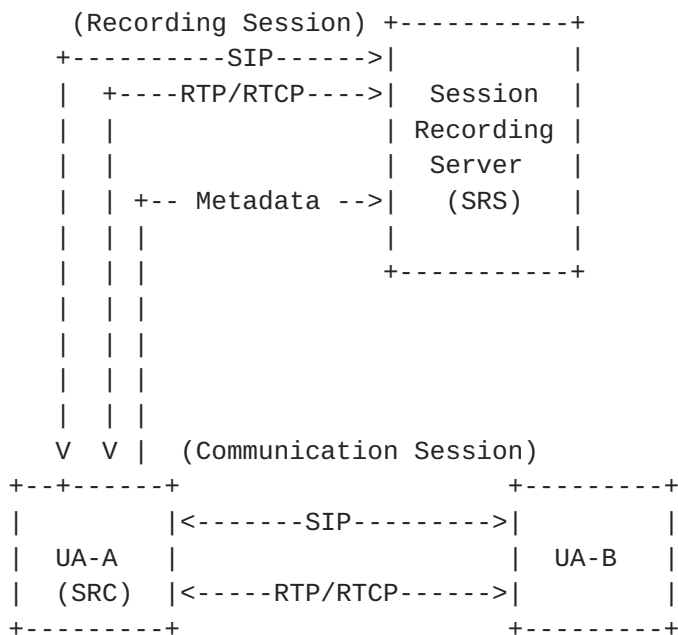 (Recording Session) +-----------+
+----------SIP------>|           |
|  +----RTP/RTCP---->|  Session  |
|  |                 | Recording |
|  |                 |  Server   |
|  | +-- Metadata -->|   (SRS)   |
|  | |               |           |
|  | |               +-----------+
|  | |
|  | |
|  | |
|  | |
V  V |  (Communication Session)
+--+------+                     +---------+
|         |<-------SIP--------->|         |
|  UA-A   |                     |  UA-B   |
|  (SRC)  |<-----RTP/RTCP------>|         |
+---------+                     +---------+